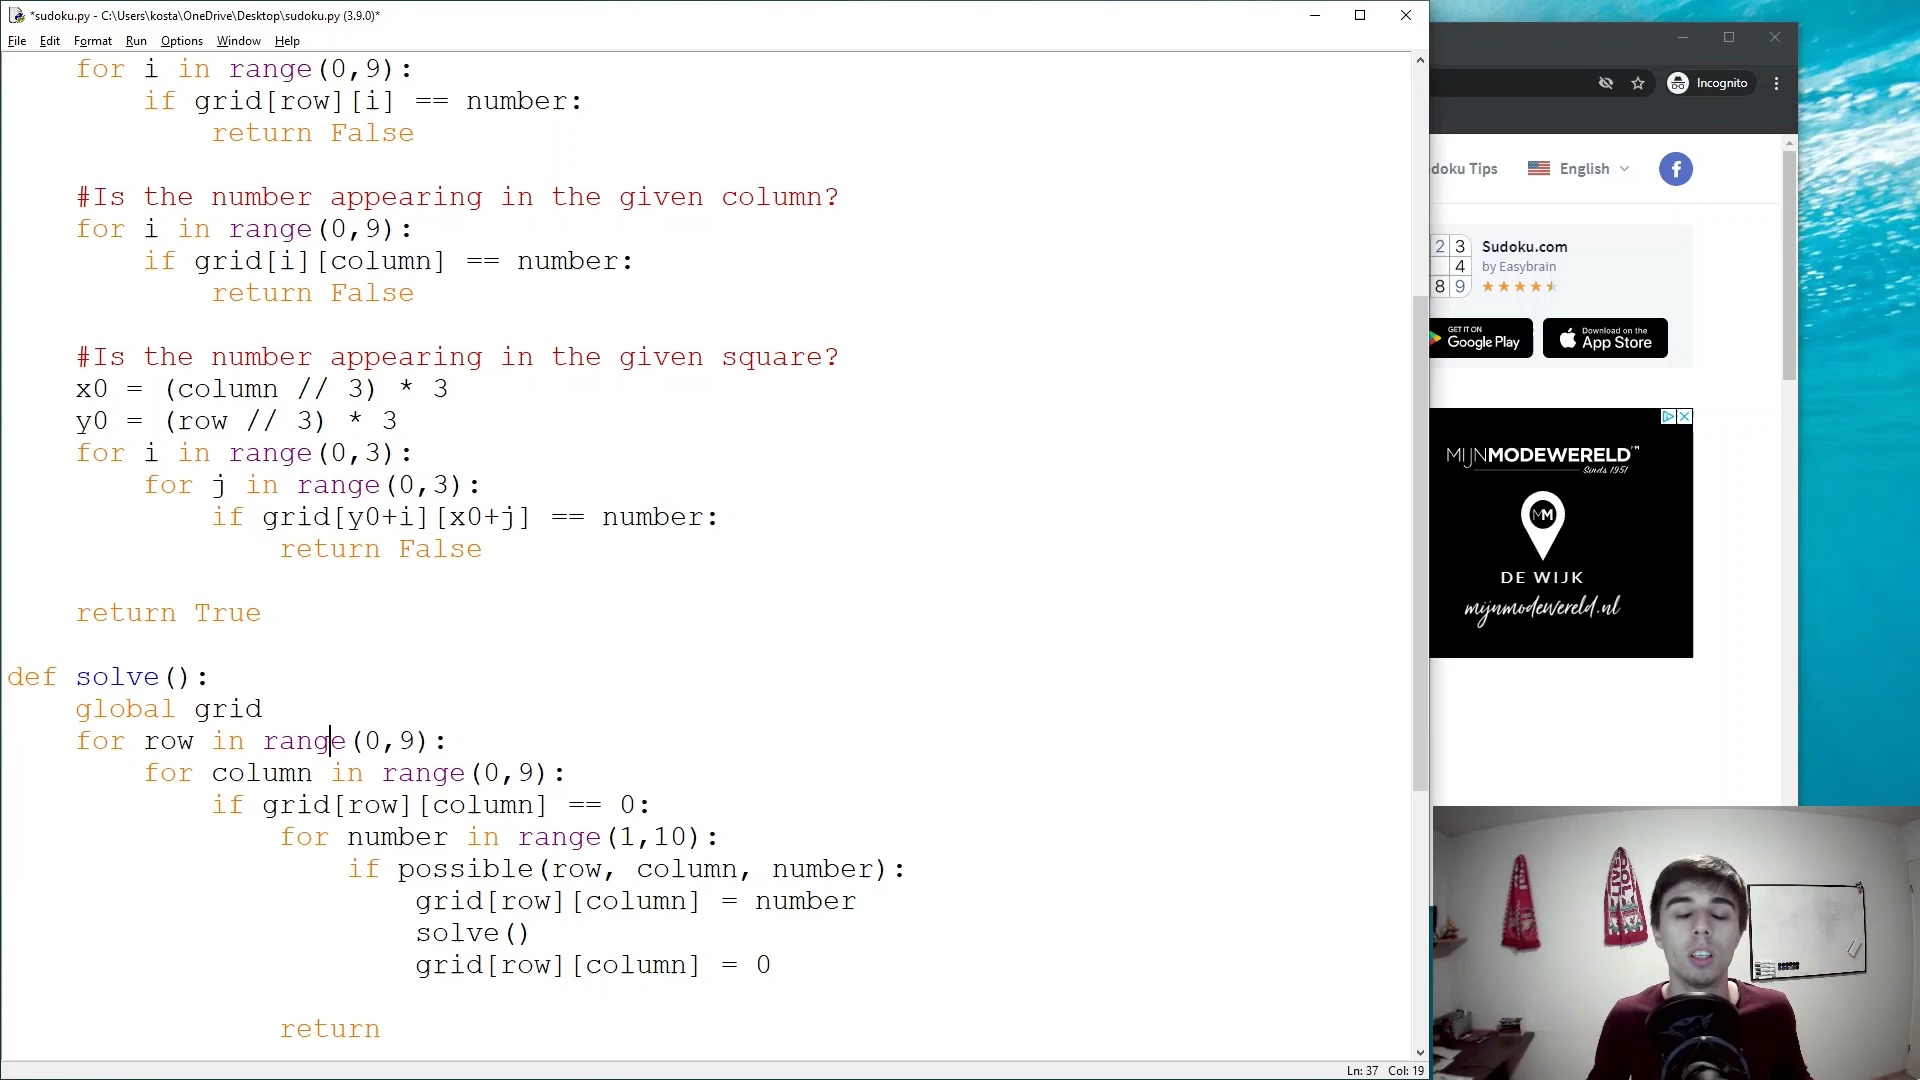 *sudoku.py - C:\Users\kosta\OneDrive\Desktop\sudoku.py (3.9.0)*
File Edit Format Run Options Window Help
for i in range(0,9):
if grid[row][i] == number:
return False
#Is the number appearing in the given column?
for i in range(0,9):
if grid[i][column] == number:
return False
#Is the number appearing in the given square?
x0 = (column // 3) * 3
y0 = (row // 3) * 3
for i in range(0,3):
for j in range(0,3):
if grid[y0+i][x0+j] == number:
return False
return True
def solve():
global grid
for row in range(0,9):
for column in range(0,9):
if grid[row][column] == 0:
for number in range(1,10):
if possible(row, column, number):
grid[row][column] = number
solve()
grid[row][column] = 0
return
Ln: 37 Col: 19
Incognito
doku Tips English f
2 3
4
8 9
Sudoku.com
by Easybrain
GET IT ON
Google Play
Download on the
App Store
MIJNMODEWERELD™
Sinds 1951
MM
DE WIJK
mijnmodewereld.nl